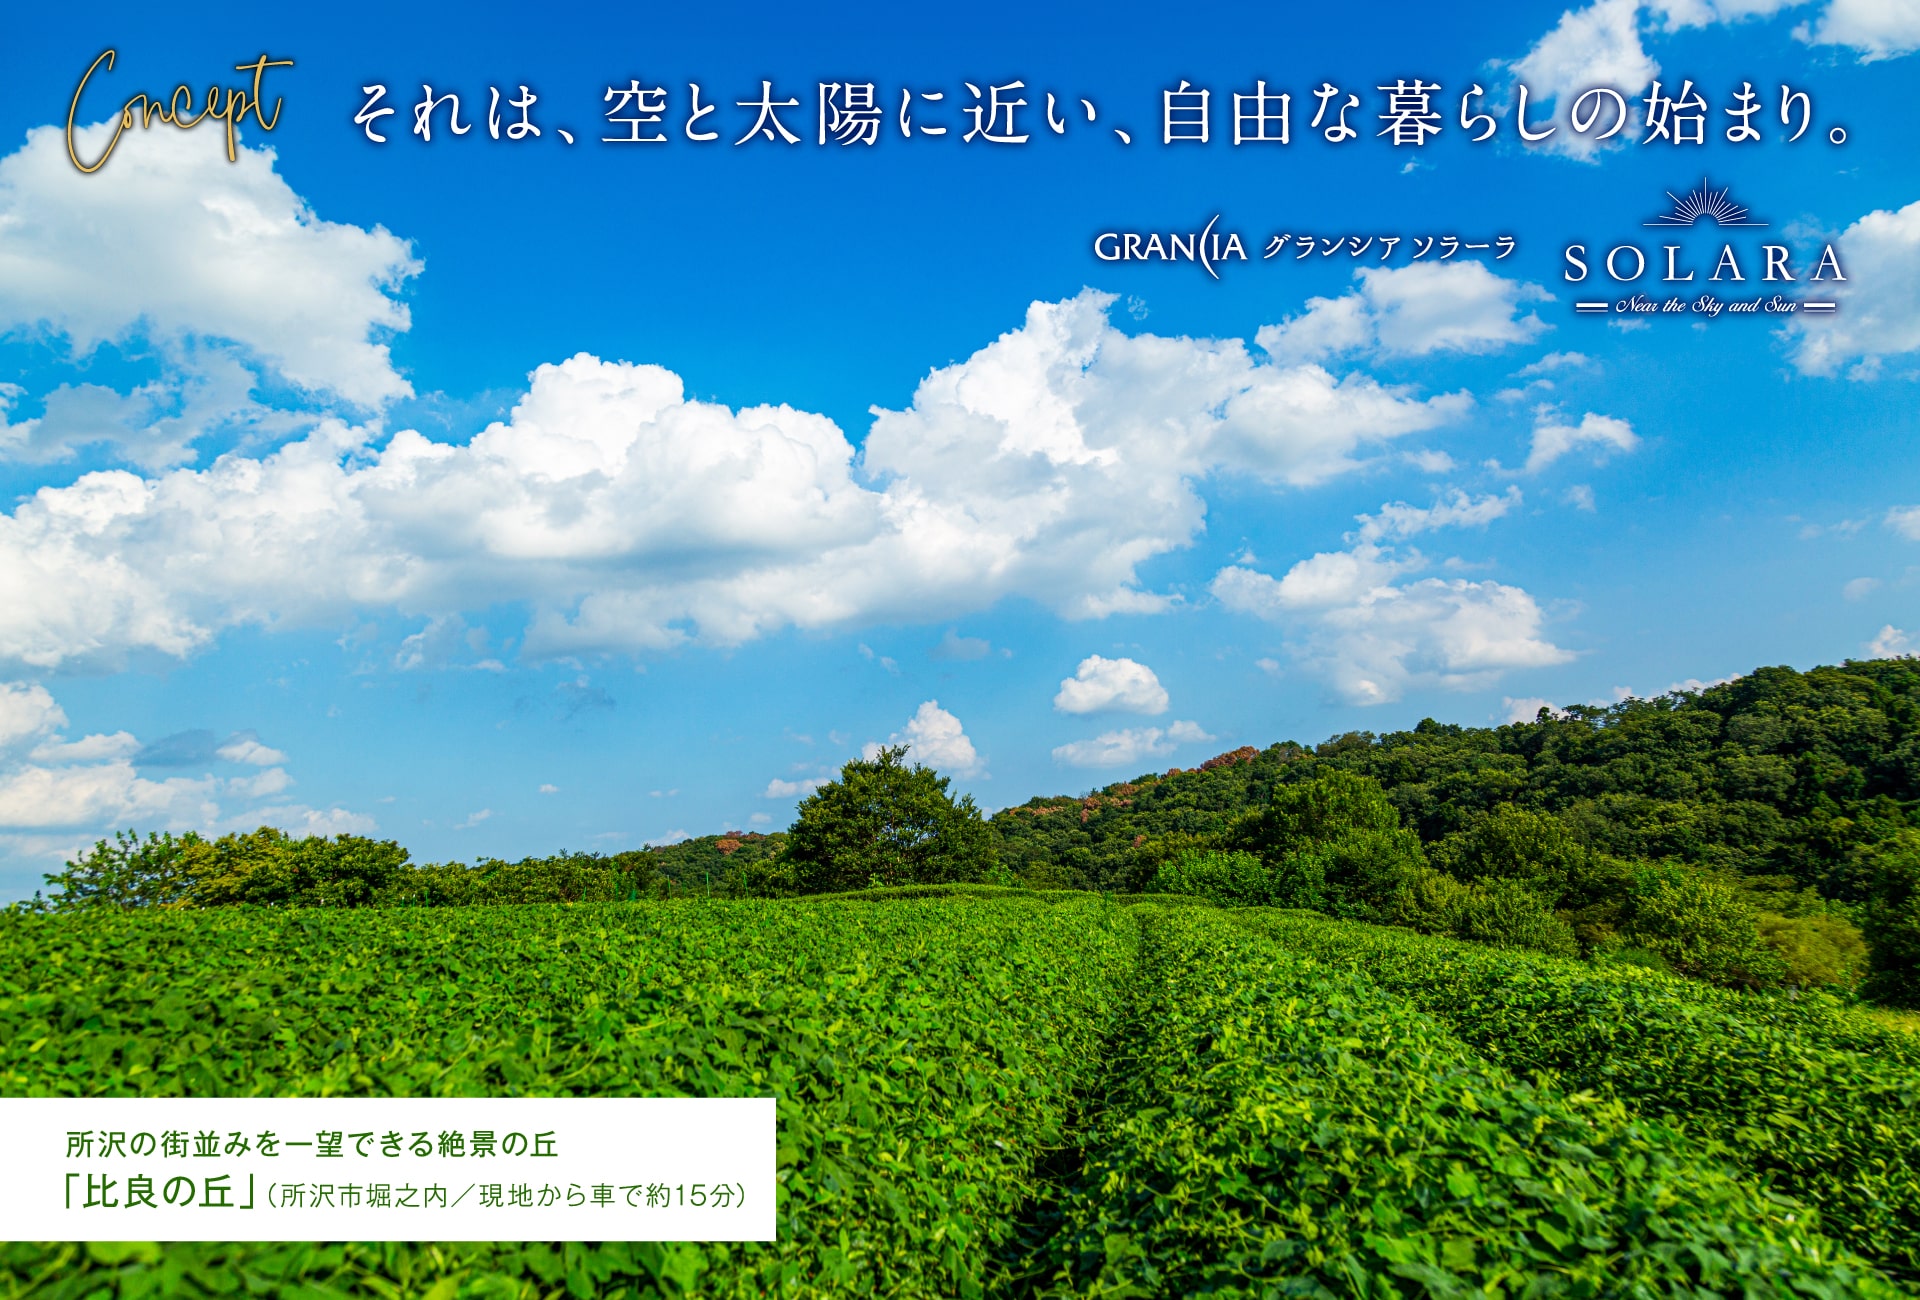 Concept
それは、空と太陽に近い、自由な暮らしの始まり。
GRANCIA グランシア ソラーラ
SOLARA
Near the Sky and Sun
所沢の街並みを一望できる絶景の丘
「比良の丘」（所沢市堀之内／現地から車で約15分）